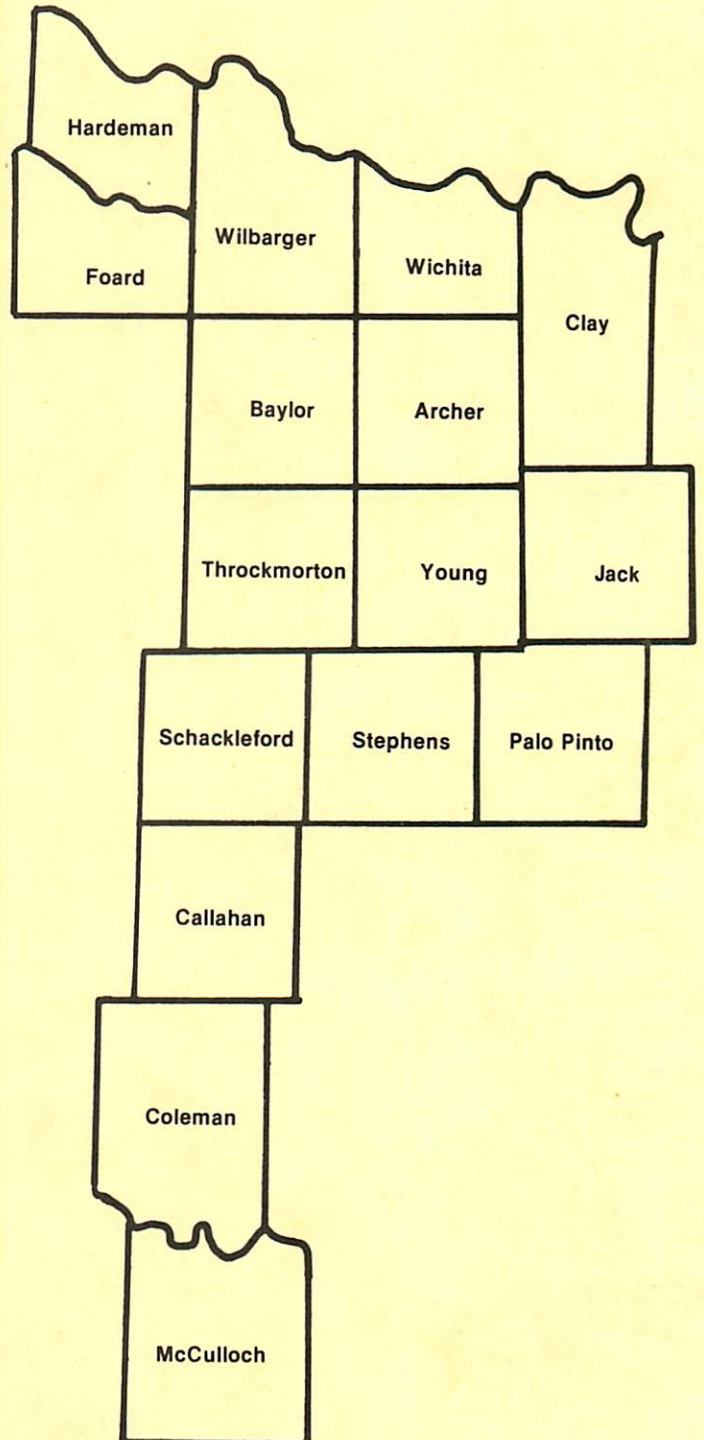 Hardeman
Wilbarger
Wichita
Foard
Clay
Baylor
Archer
Throckmorton
Young
Jack
Schackleford
Stephens
Palo Pinto
Callahan
Coleman
McCulloch